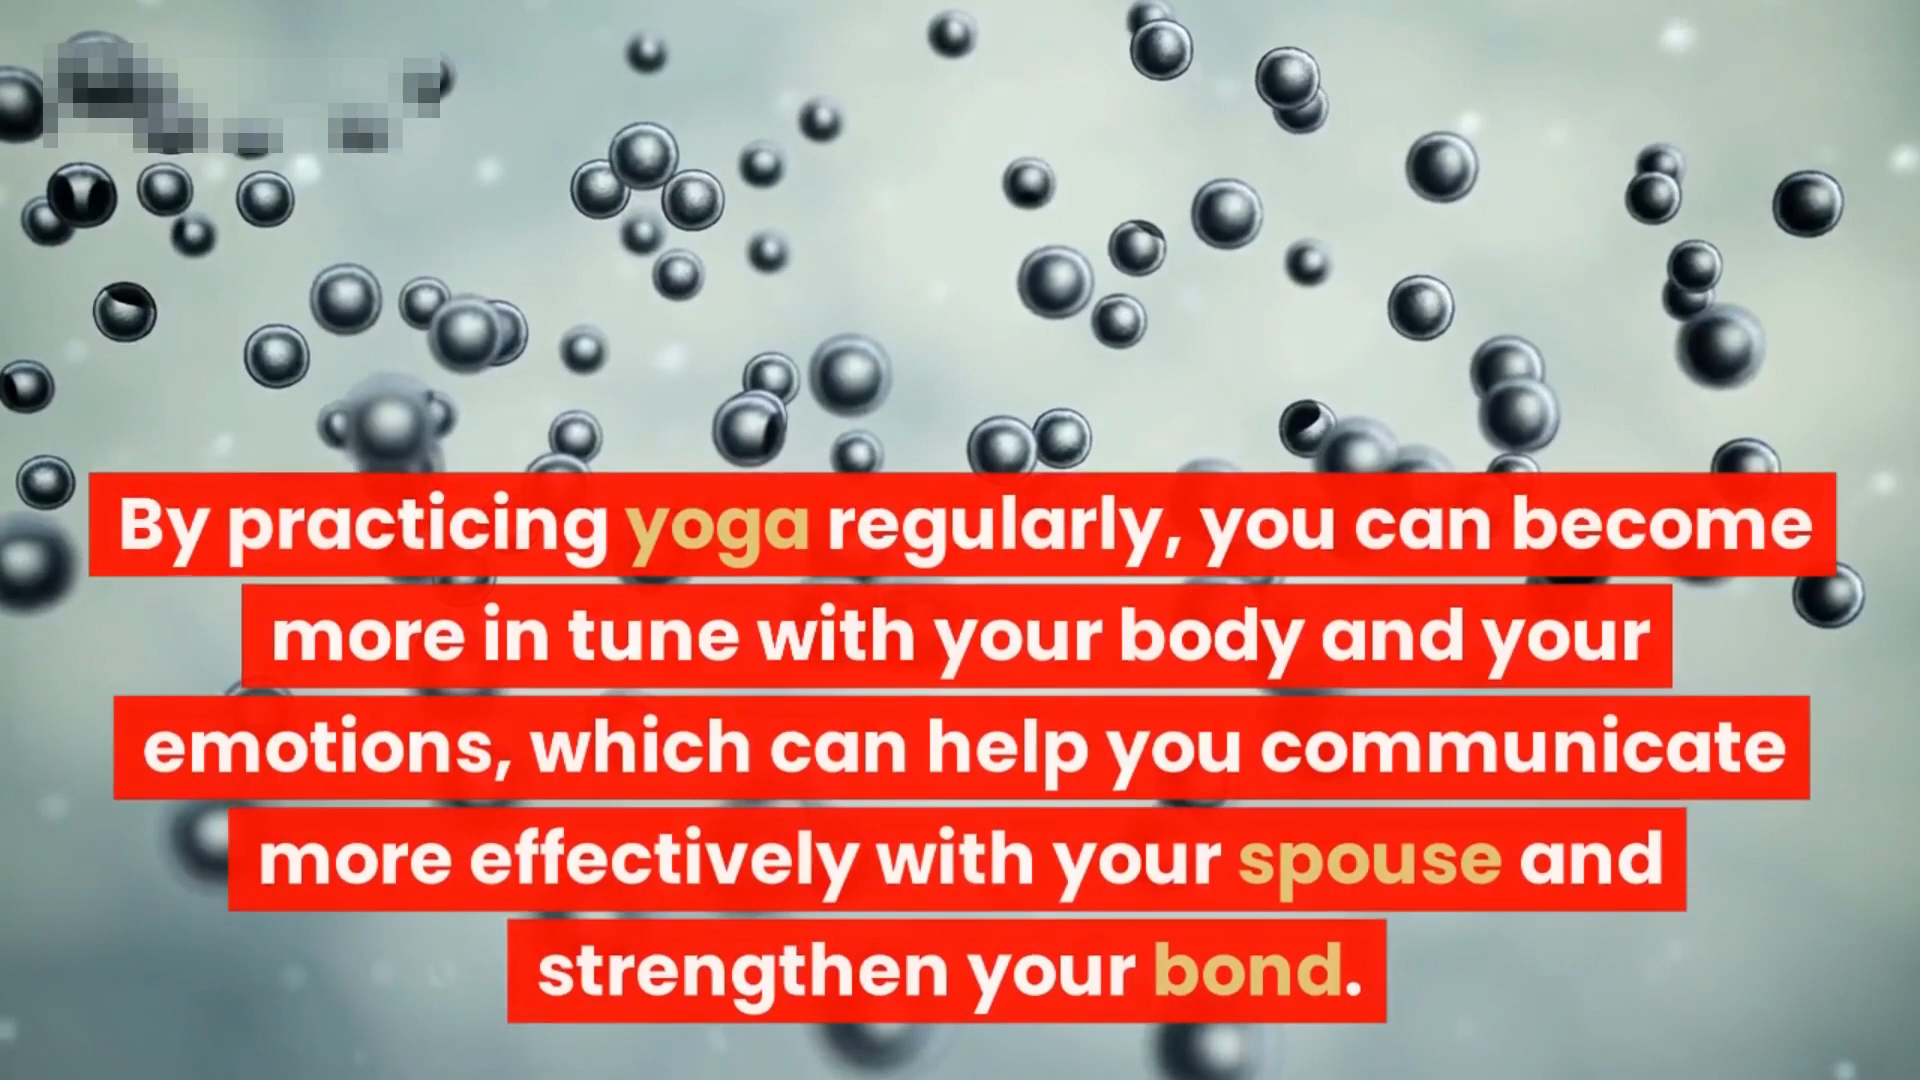 By practicing yoga regularly, you can become
more in tune with your body and your
emotions, which can help you communicate
more effectively with your spouse and
strengthen your bond.